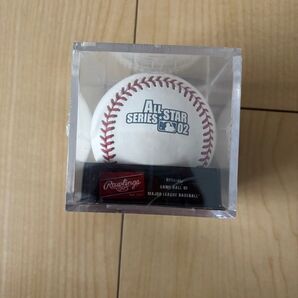 ALL STAR
SERIES 02
Rawlings
OFFICIAL
GAME BALL OF
MAJOR LEAGUE BASEBALL